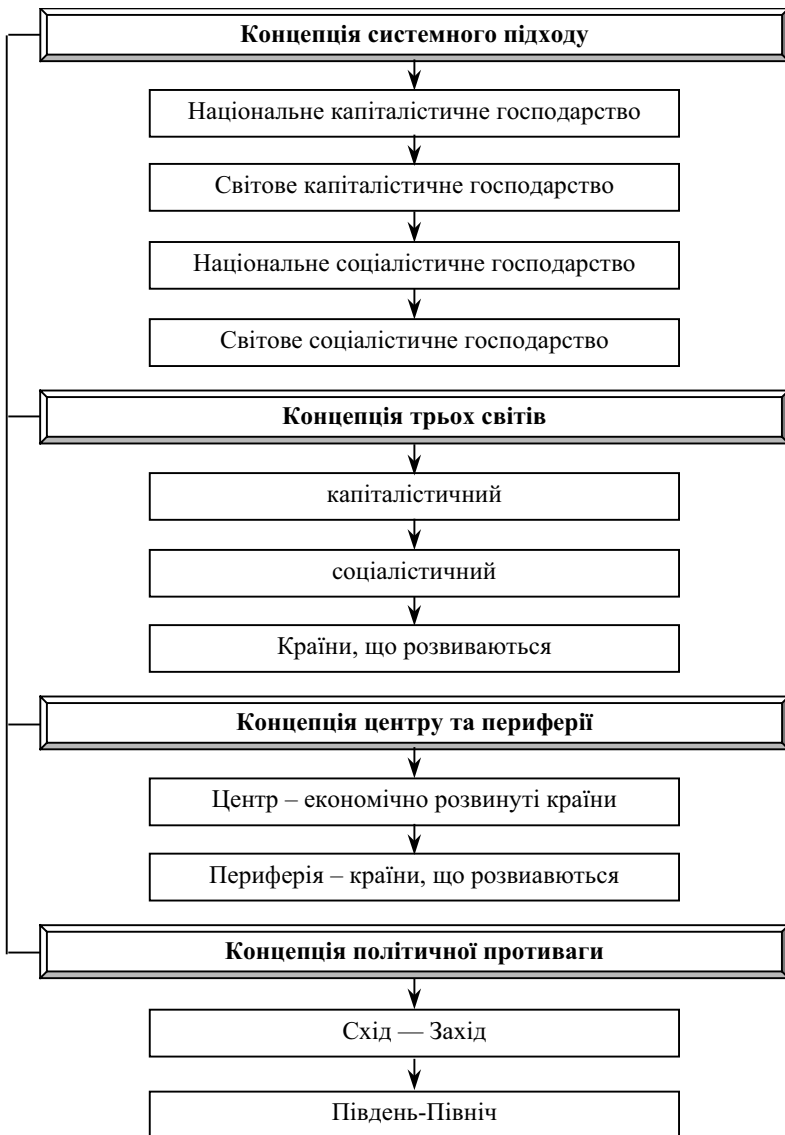 Концепція системного підходу
Національне капіталістичне господарство
Світове капіталістичне господарство
Національне соціалістичне господарство
Світове соціалістичне господарство
Концепція трьох світів
капіталістичний
соціалістичний
Країни, що розвиваються
Концепція центру та периферії
Центр – економічно розвинуті країни
Периферія – країни, що розвиавються
Концепція політичної противаги
Схід — Захід
Південь-Північ